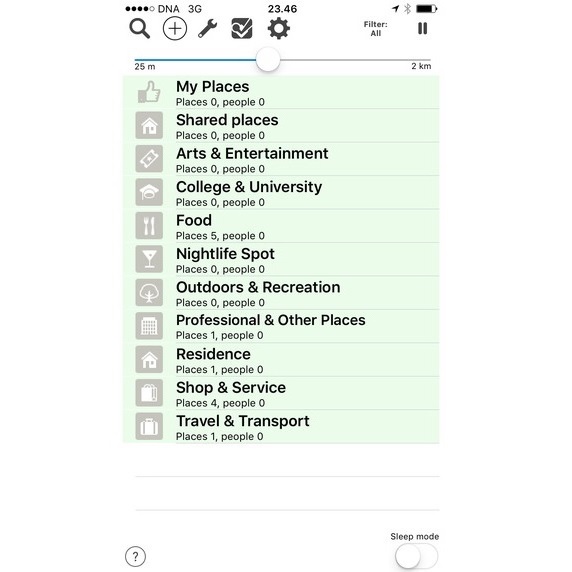 DNA 3G 23.46
Filter:
All
25 m 2 km
My Places
Places 0, people 0
Shared places
Places 0, people 0
Arts & Entertainment
Places 0, people 0
College & University
Places 0, people 0
Food
Places 5, people 0
Nightlife Spot
Places 0, people 0
Outdoors & Recreation
Places 0, people 0
Professional & Other Places
Places 1, people 0
Residence
Places 1, people 0
Shop & Service
Places 4, people 0
Travel & Transport
Places 1, people 0
Sleep mode
?